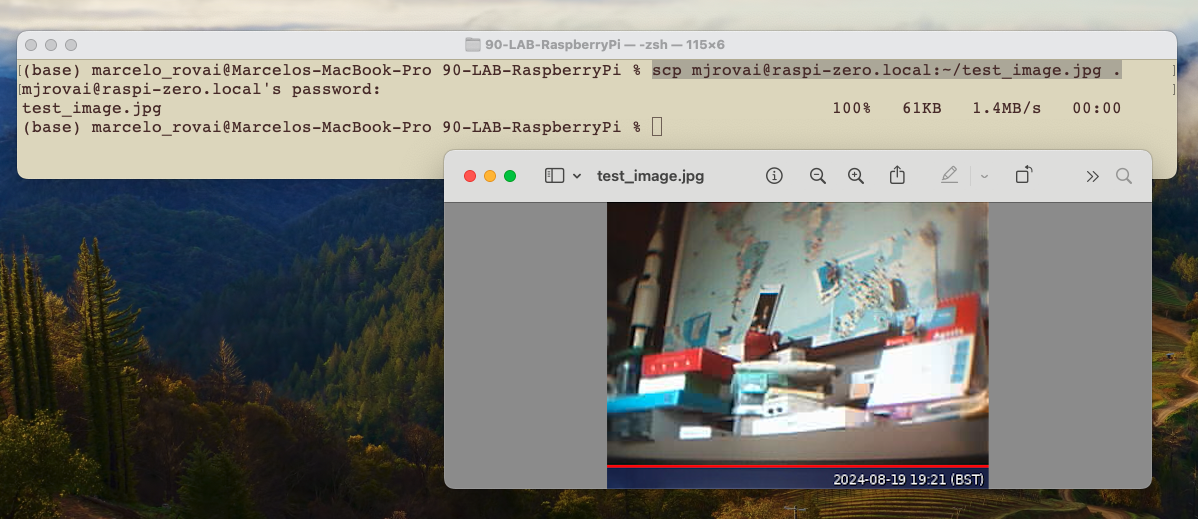 90-LAB-RaspberryPi — -zsh — 115×6
(base) marcelo_rovai@Marcelos-MacBook-Pro 90-LAB-RaspberryPi % scp mjrovai@raspi-zero.local:~/test_image.jpg .
mjrovai@raspi-zero.local's password:
test_image.jpg 100% 61KB 1.4MB/s 00:00
(base) marcelo_rovai@Marcelos-MacBook-Pro 90-LAB-RaspberryPi %
test_image.jpg
2024-08-19 19:21 (BST)